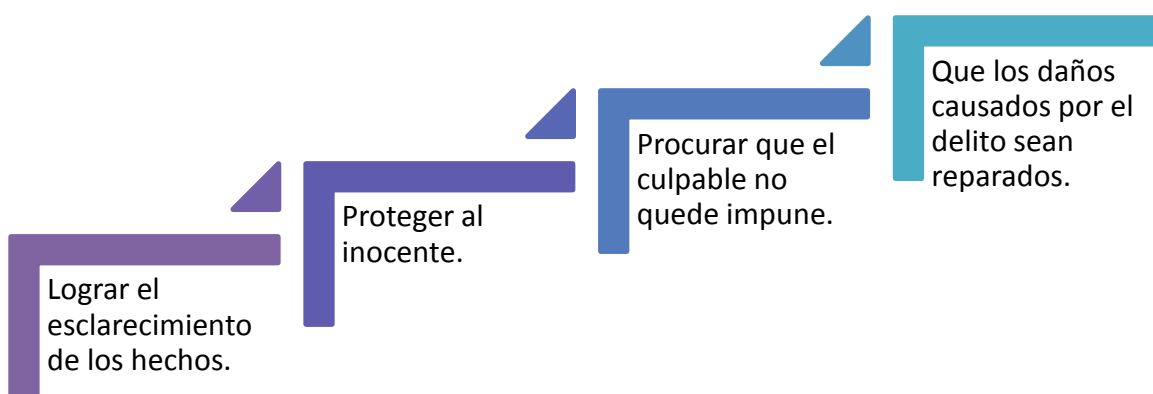 Lograr el
esclarecimiento
de los hechos.
Proteger al
inocente.
Procurar que el
culpable no
quede impune.
Que los daños
causados por el
delito sean
reparados.